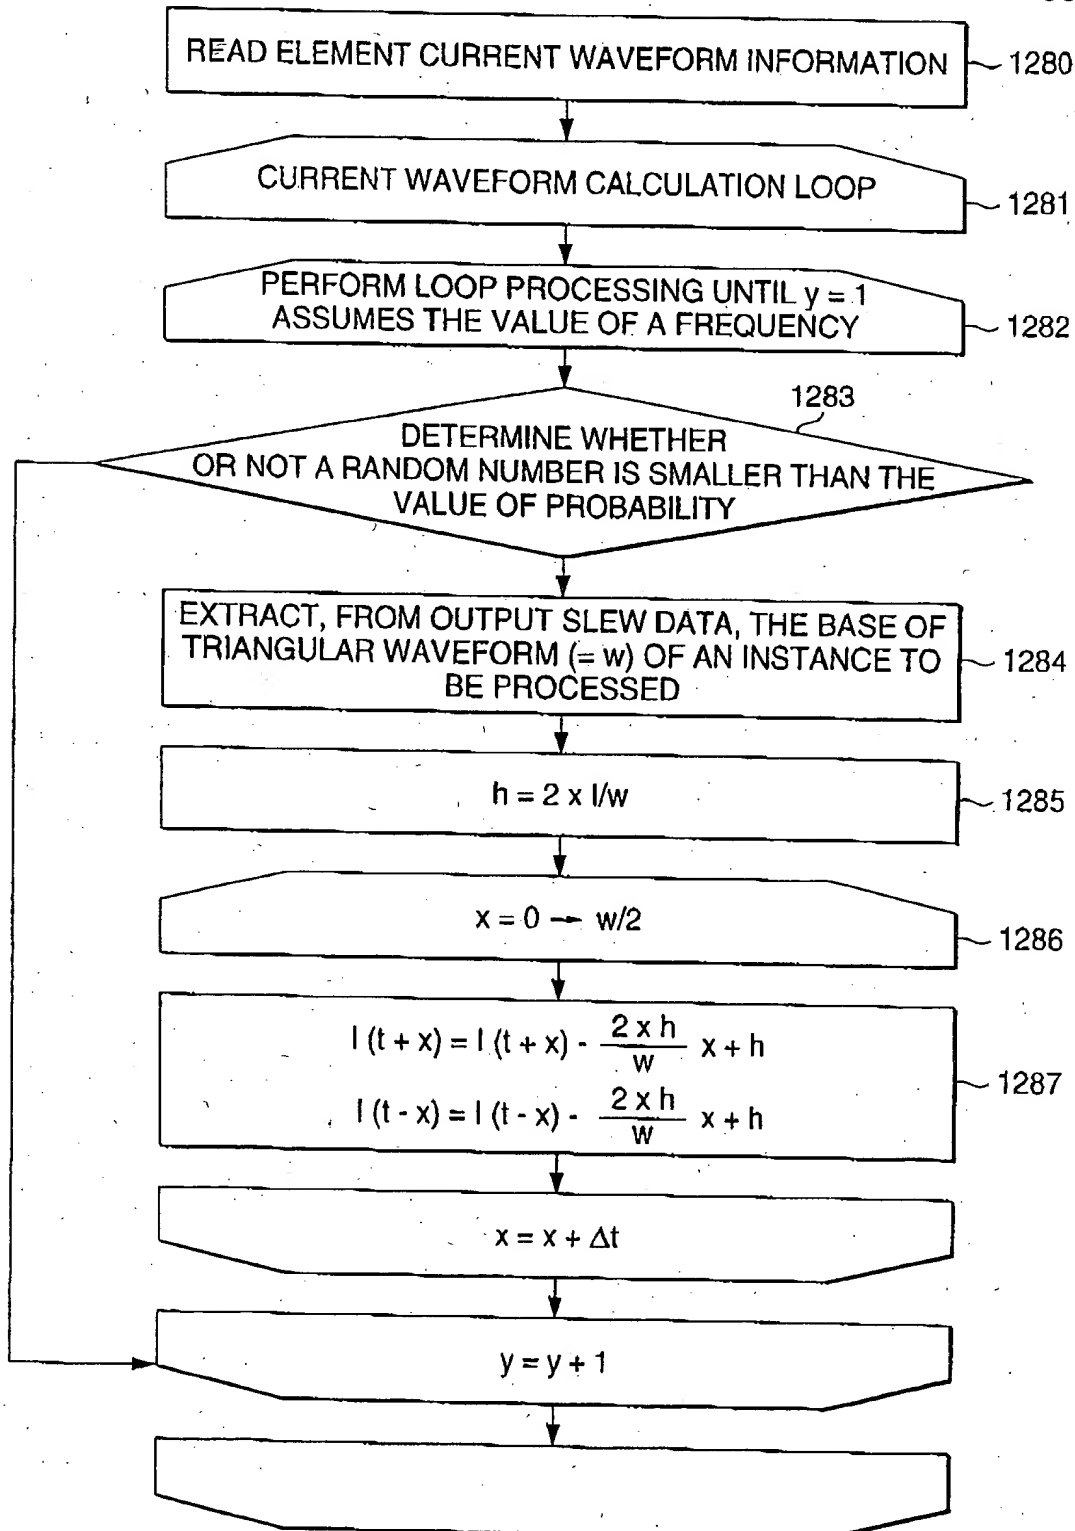 READ ELEMENT CURRENT WAVEFORM INFORMATION
1280
CURRENT WAVEFORM CALCULATION LOOP
1281
PERFORM LOOP PROCESSING UNTIL y = 1
ASSUMES THE VALUE OF A FREQUENCY
1282
1283
DETERMINE WHETHER
OR NOT A RANDOM NUMBER IS SMALLER THAN THE
VALUE OF PROBABILITY
EXTRACT, FROM OUTPUT SLEW DATA, THE BASE OF
TRIANGULAR WAVEFORM (= w) OF AN INSTANCE TO
BE PROCESSED
1284
h = 2 x I/w
1285
x = 0 → w/2
1286
I (t + x) = I (t + x) - 2 x h / w x + h
I (t - x) = I (t - x) - 2 x h / w x + h
1287
x = x + Δt
y = y + 1